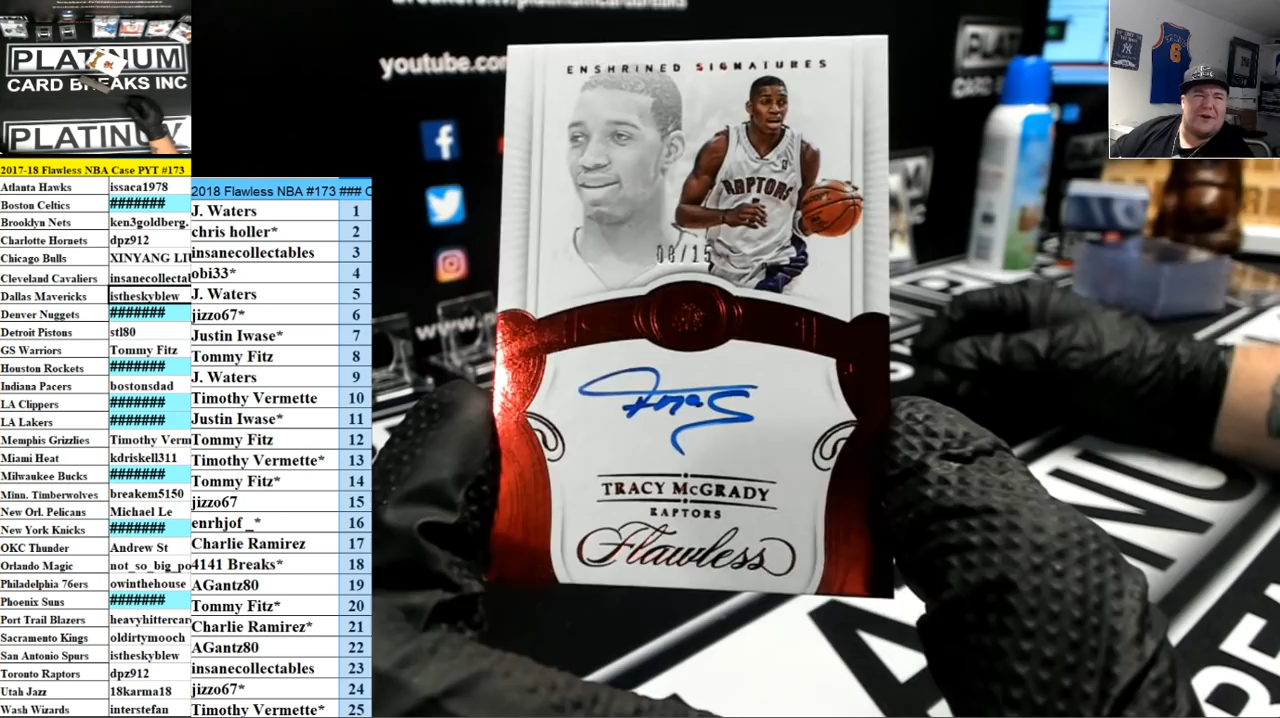 PLATINUM
CARD BREAKS INC
PLATINUM
2017-18 Flawless NBA Case PYT #173
Atlanta Hawks issaca1978
Boston Celtics #######
Brooklyn Nets ken3goldberg.
Charlotte Hornets dpz912
Chicago Bulls XINYANG LI
Cleveland Cavaliers insanecollectal
Dallas Mavericks istheskyblew
Denver Nuggets #######
Detroit Pistons stl80
GS Warriors Tommy Fitz
Houston Rockets #######
Indiana Pacers bostonsdad
LA Clippers #######
LA Lakers #######
Memphis Grizzlies Timothy Verm
Miami Heat kdriskell311
Milwaukee Bucks #######
Minn. Timberwolves breakem5150
New Orl. Pelicans Michael Le
New York Knicks #######
OKC Thunder Andrew St
Orlando Magic not_so_big_po
Philadelphia 76ers owinthehouse
Phoenix Suns #######
Port Trail Blazers heavyhittercar
Sacramento Kings oldirtymooch
San Antonio Spurs istheskyblew
Toronto Raptors dpz912
Utah Jazz 18karma18
Wash Wizards interstefan
2018 Flawless NBA #173 ### C
J. Waters 1
chris holler* 2
insanecollectables 3
obi33* 4
J. Waters 5
jizzo67* 6
Justin Iwase* 7
Tommy Fitz 8
J. Waters 9
Timothy Vermette 10
Justin Iwase* 11
Tommy Fitz 12
Timothy Vermette* 13
Tommy Fitz* 14
jizzo67 15
enrhjof _* 16
Charlie Ramirez 17
4141 Breaks* 18
AGantz80 19
Tommy Fitz* 20
Charlie Ramirez* 21
AGantz80 22
insanecollectables 23
jizzo67* 24
Timothy Vermette* 25
youtube.com
www.
ENSHRINED SIGNATURES
RAPTORS
08/15
TMac
TRACY McGRADY
RAPTORS
Flawless
PLAT
CARD BR
6